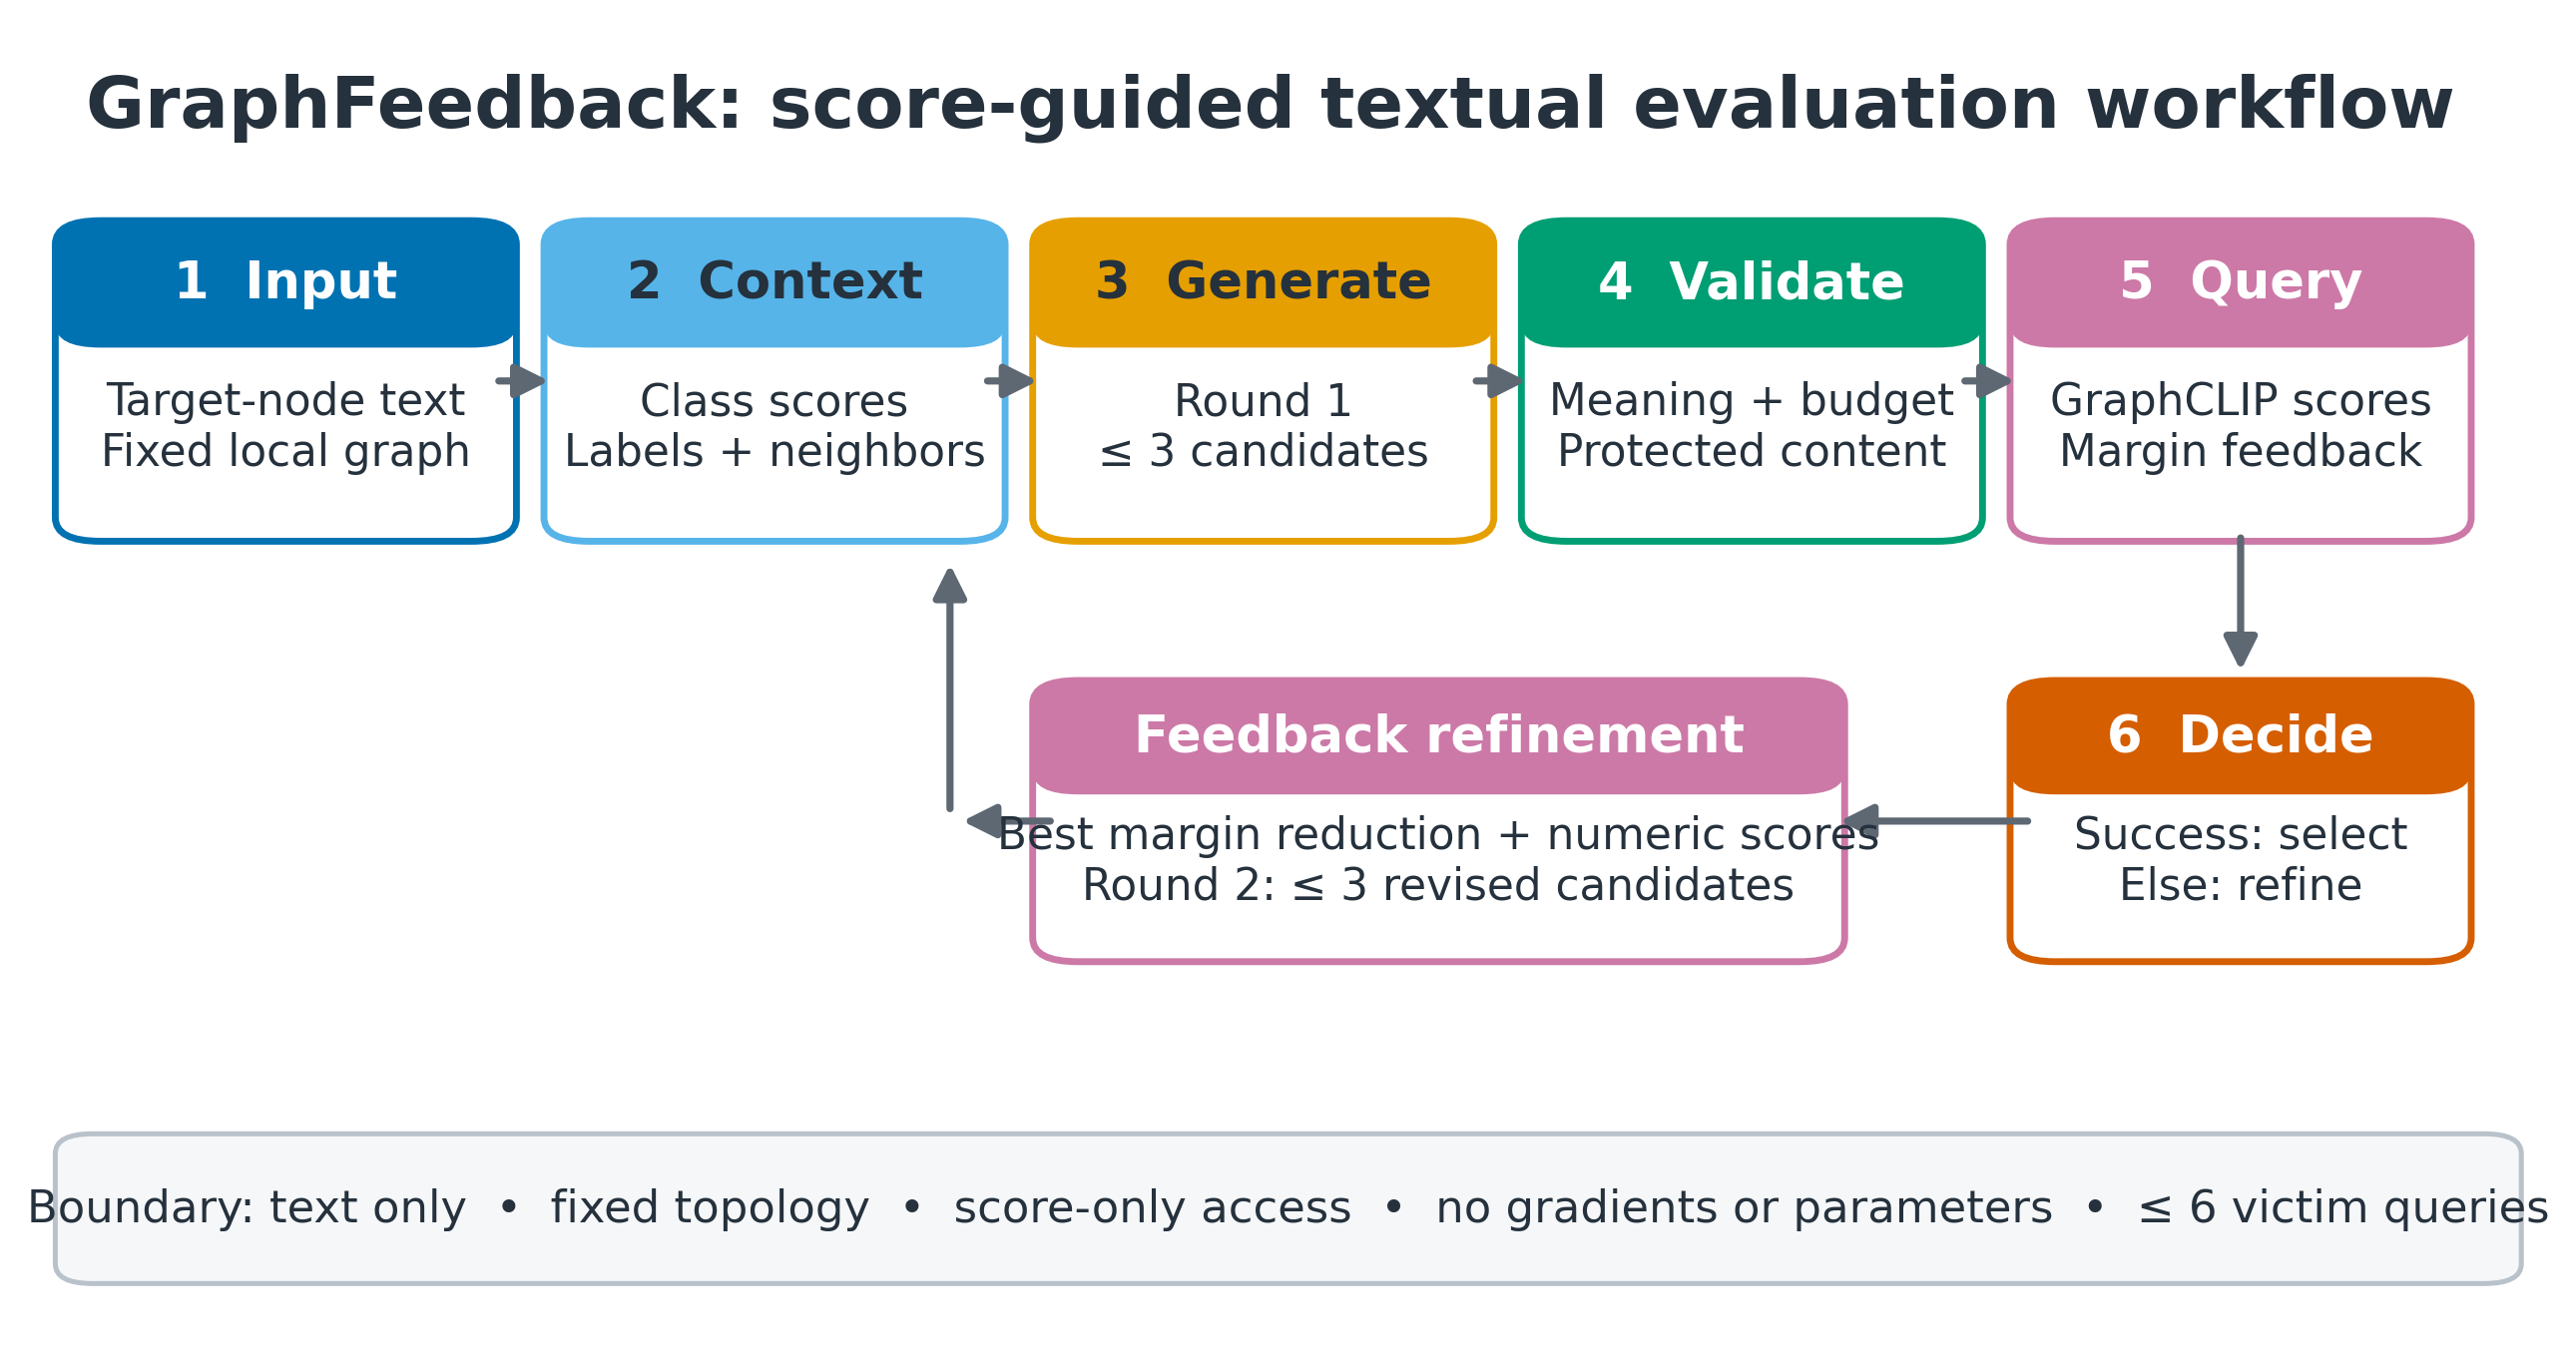 GraphFeedback: score-guided textual evaluation workflow
1 Input
Target-node text
Fixed local graph
2 Context
Class scores
Labels + neighbors
3 Generate
Round 1
≤ 3 candidates
4 Validate
Meaning + budget
Protected content
5 Query
GraphCLIP scores
Margin feedback
6 Decide
Success: select
Else: refine
Feedback refinement
Best margin reduction + numeric scores
Round 2: ≤ 3 revised candidates
Boundary: text only • fixed topology • score-only access • no gradients or parameters • ≤ 6 victim queries